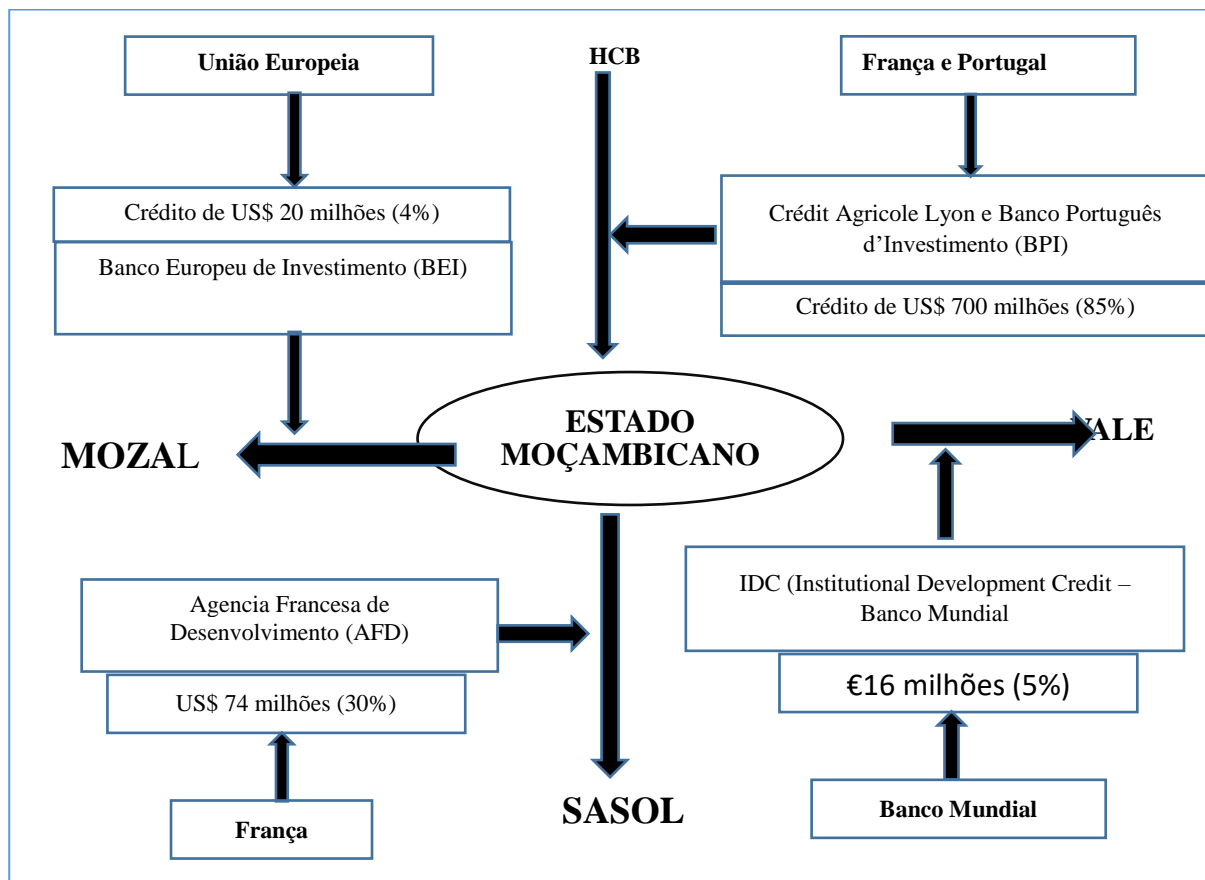 União Europeia
HCB
França e Portugal
Crédito de US$ 20 milhões (4%)
Banco Europeu de Investimento (BEI)
Crédit Agricole Lyon e Banco Português
d’Investimento (BPI)
Crédito de US$ 700 milhões (85%)
ESTADO
MOÇAMBICANO
MOZAL
VALE
Agencia Francesa de
Desenvolvimento (AFD)
US$ 74 milhões (30%)
França
SASOL
IDC (Institutional Development Credit –
Banco Mundial
€16 milhões (5%)
Banco Mundial